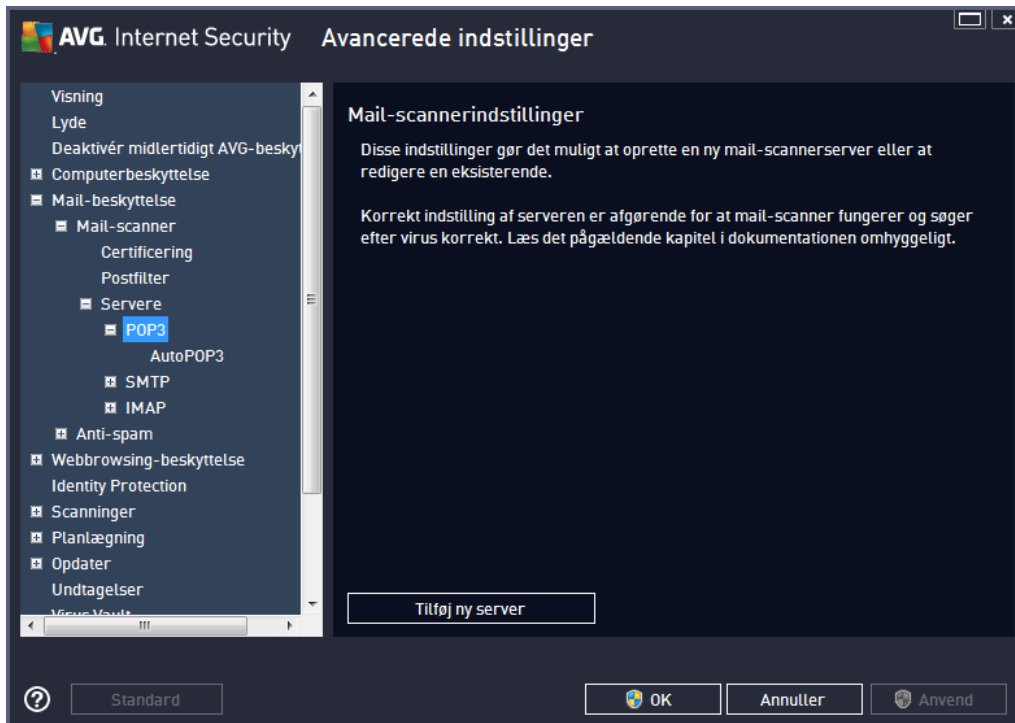 AVG. Internet Security
Avancerede indstillinger
Visning
Lyde
Deaktivér midlertidigt AVG-besky
Computerbeskyttelse
Mail-beskyttelse
Mail-scanner
Certificering
Postfilter
Servere
POP3
AutoPOP3
SMTP
IMAP
Anti-spam
Webbrowsing-beskyttelse
Identity Protection
Scanninger
Planlægning
Opdater
Undtagelser
Virus Vault
Mail-scannerindstillinger
Disse indstillinger gør det muligt at oprette en ny mail-scannerserver eller at
redigere en eksisterende.
Korrekt indstilling af serveren er afgørende for at mail-scanner fungerer og søger
efter virus korrekt. Læs det pågældende kapitel i dokumentationen omhyggeligt.
Tilføj ny server
Standard
OK
Annuller
Anvend